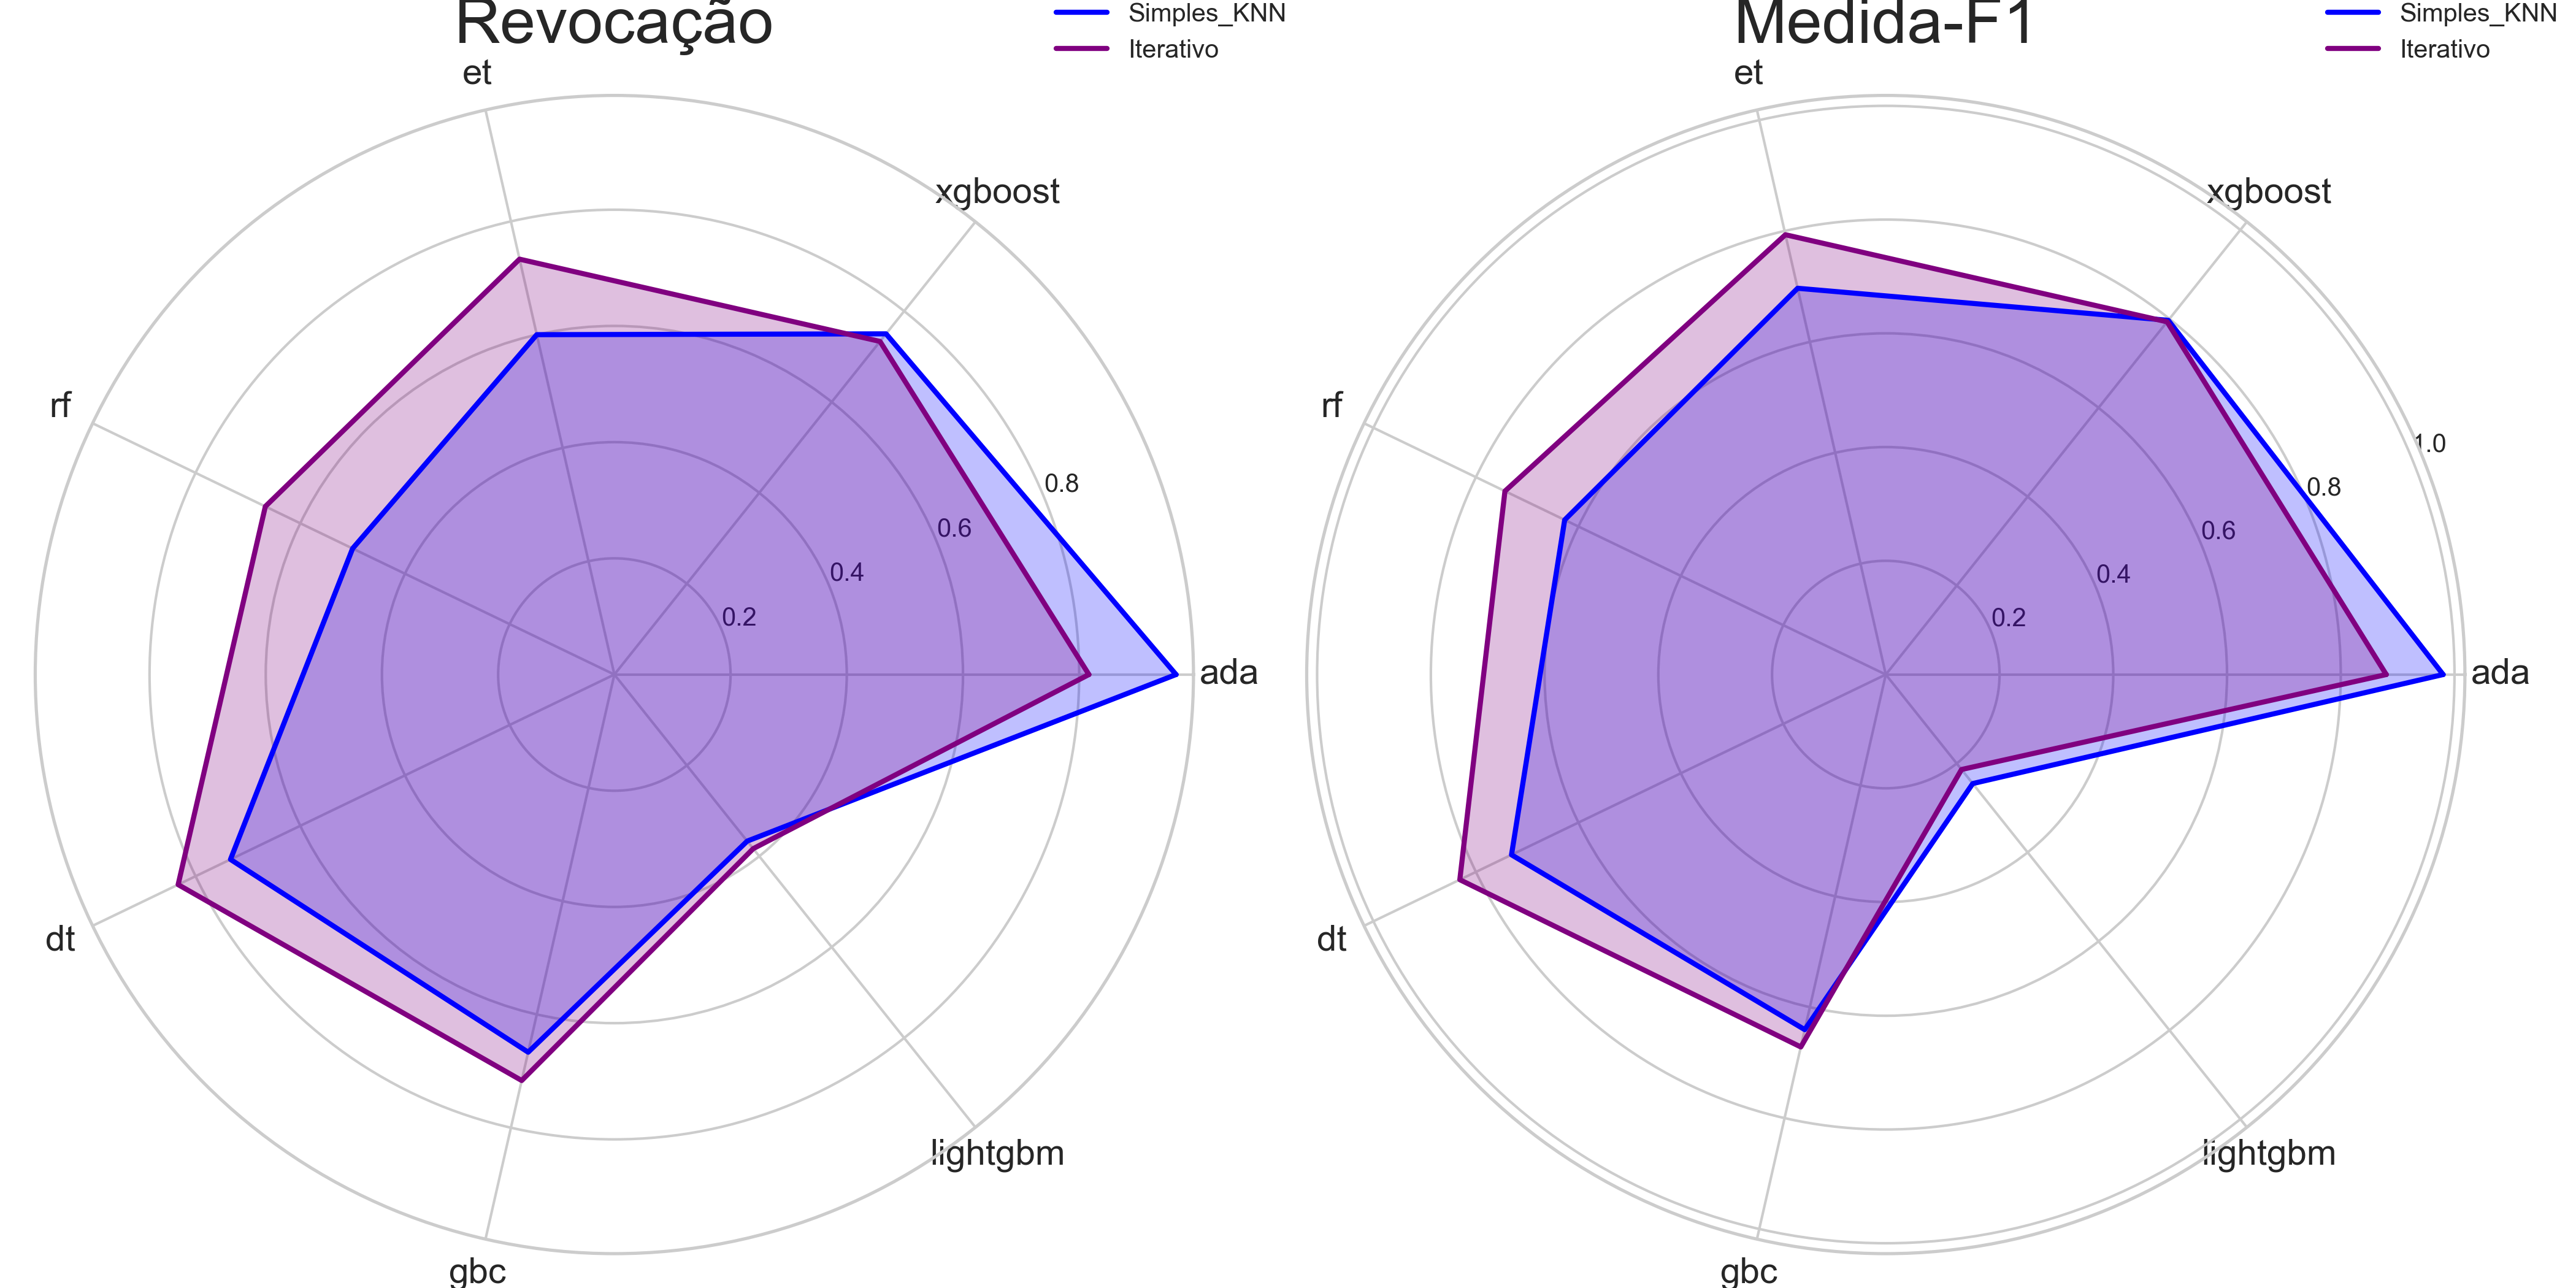 Revocação
Simples_KNN
Iterativo
et
xgboost
rf
0.8
0.6
0.4
0.2
ada
dt
lightgbm
gbc
Medida-F1
Simples_KNN
Iterativo
et
xgboost
rf
1.0
0.8
0.6
0.4
0.2
ada
dt
lightgbm
gbc